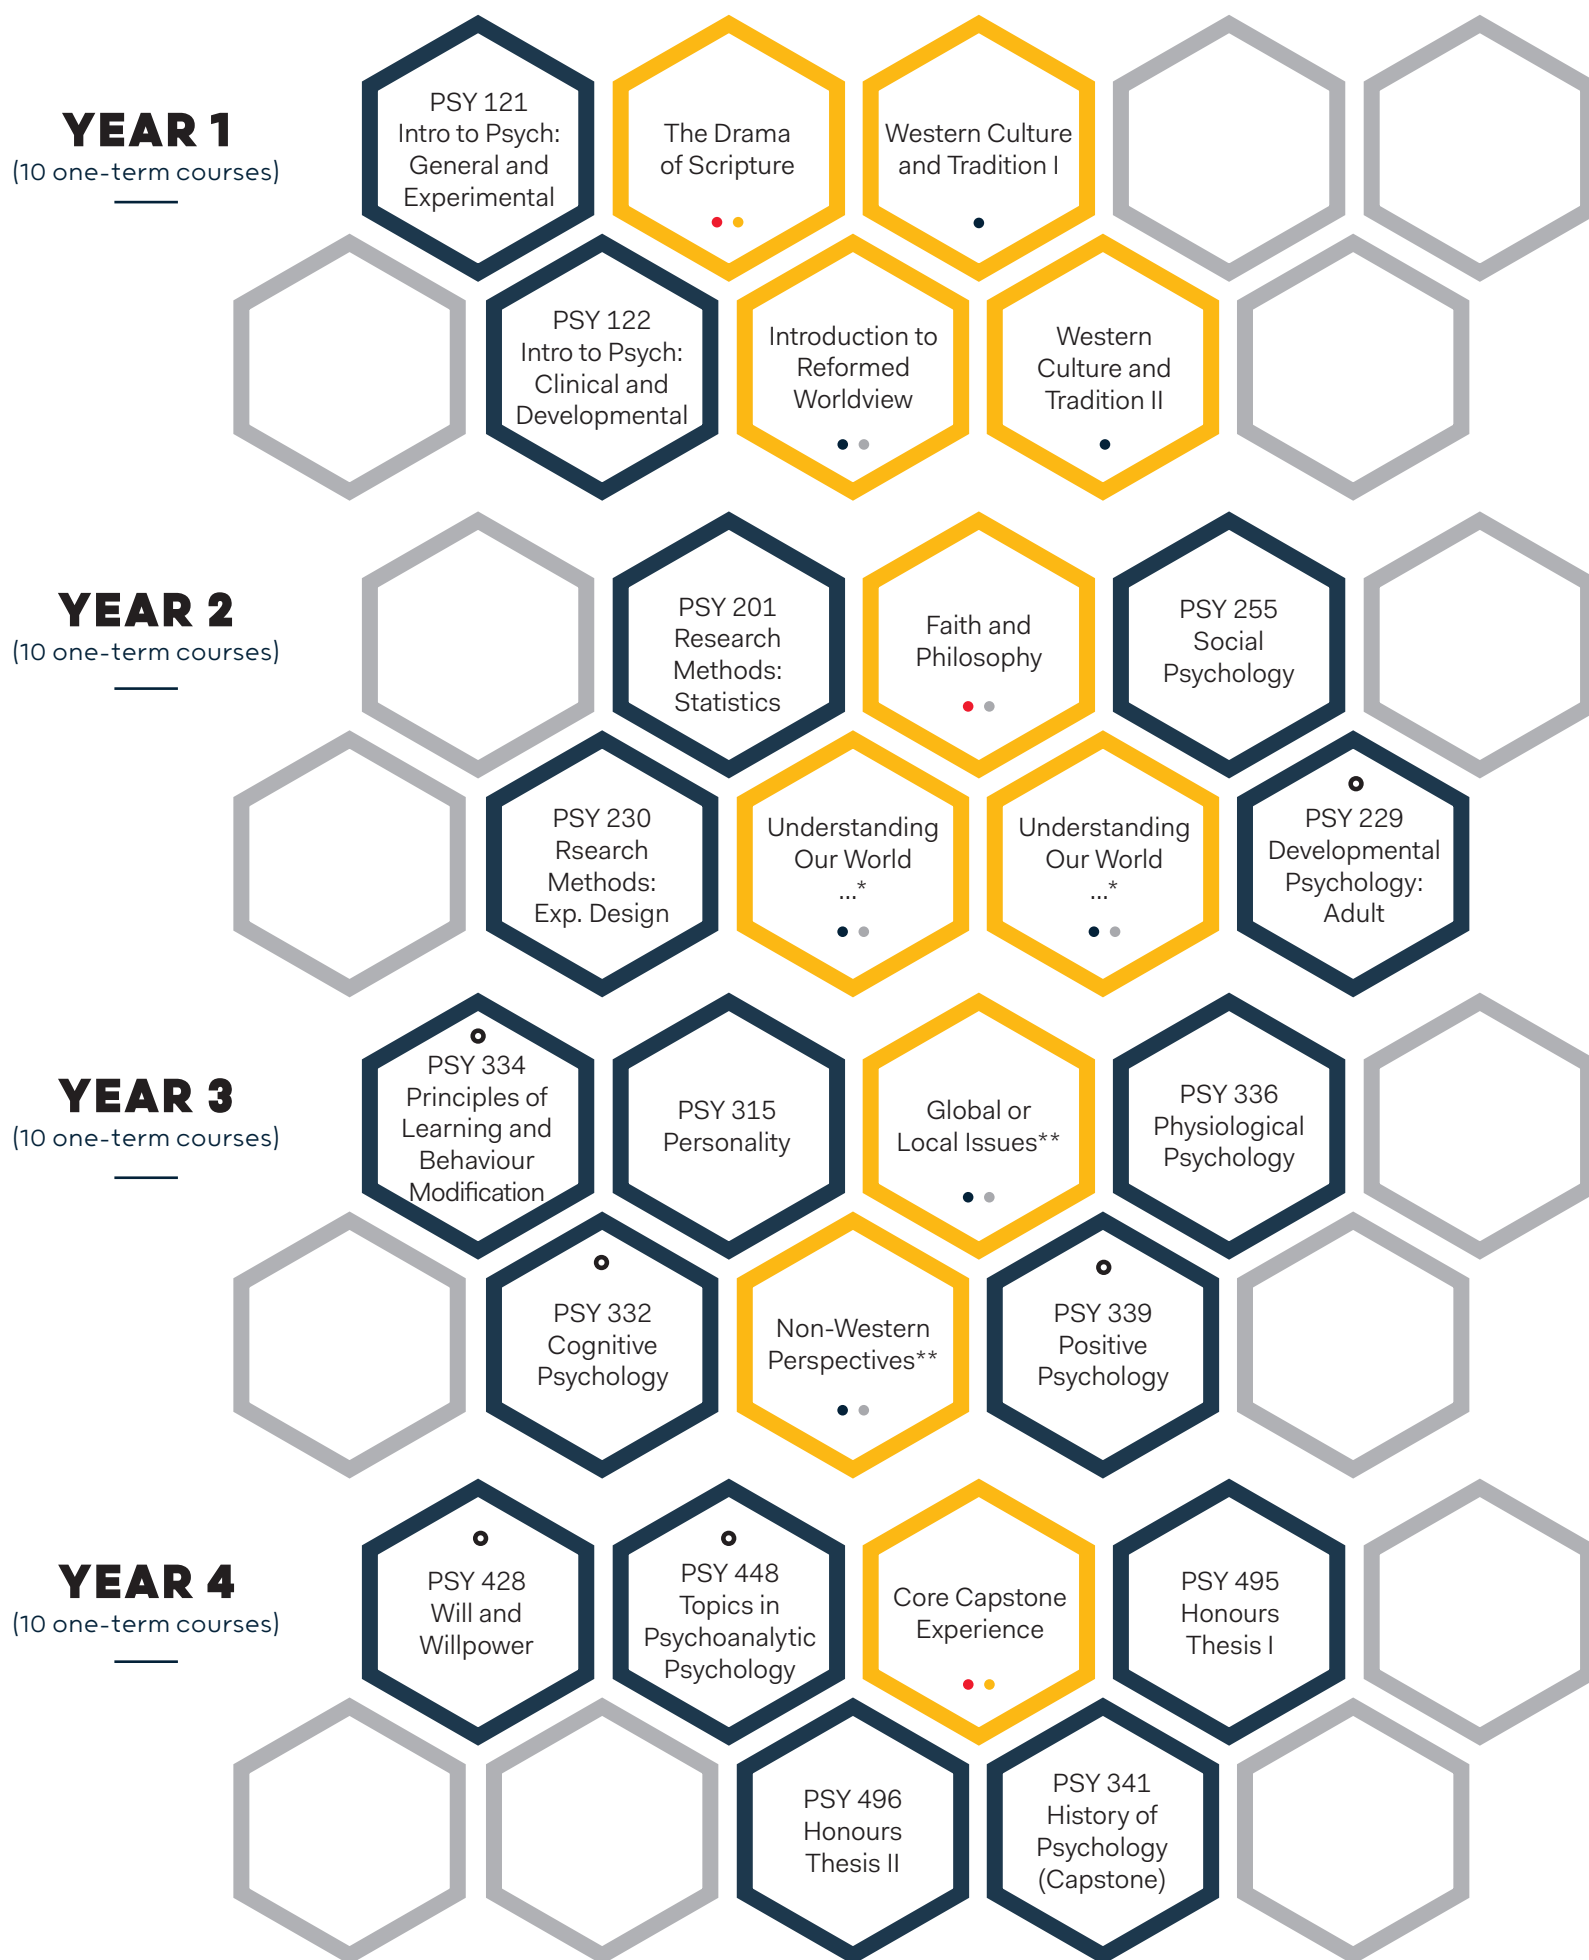 YEAR 1
(10 one-term courses)
PSY 121
Intro to Psych:
General and
Experimental
The Drama
of Scripture
Western Culture
and Tradition I
PSY 122
Intro to Psych:
Clinical and
Developmental
Introduction to
Reformed
Worldview
Western
Culture and
Tradition II
YEAR 2
(10 one-term courses)
PSY 201
Research
Methods:
Statistics
Faith and
Philosophy
PSY 255
Social
Psychology
PSY 230
Rsearch
Methods:
Exp. Design
Understanding
Our World
...*
Understanding
Our World
...*
PSY 229
Developmental
Psychology:
Adult
YEAR 3
(10 one-term courses)
PSY 334
Principles of
Learning and
Behaviour
Modification
PSY 315
Personality
Global or
Local Issues**
PSY 336
Physiological
Psychology
PSY 332
Cognitive
Psychology
Non-Western
Perspectives**
PSY 339
Positive
Psychology
YEAR 4
(10 one-term courses)
PSY 428
Will and
Willpower
PSY 448
Topics in
Psychoanalytic
Psychology
Core Capstone
Experience
PSY 495
Honours
Thesis I
PSY 496
Honours
Thesis II
PSY 341
History of
Psychology
(Capstone)